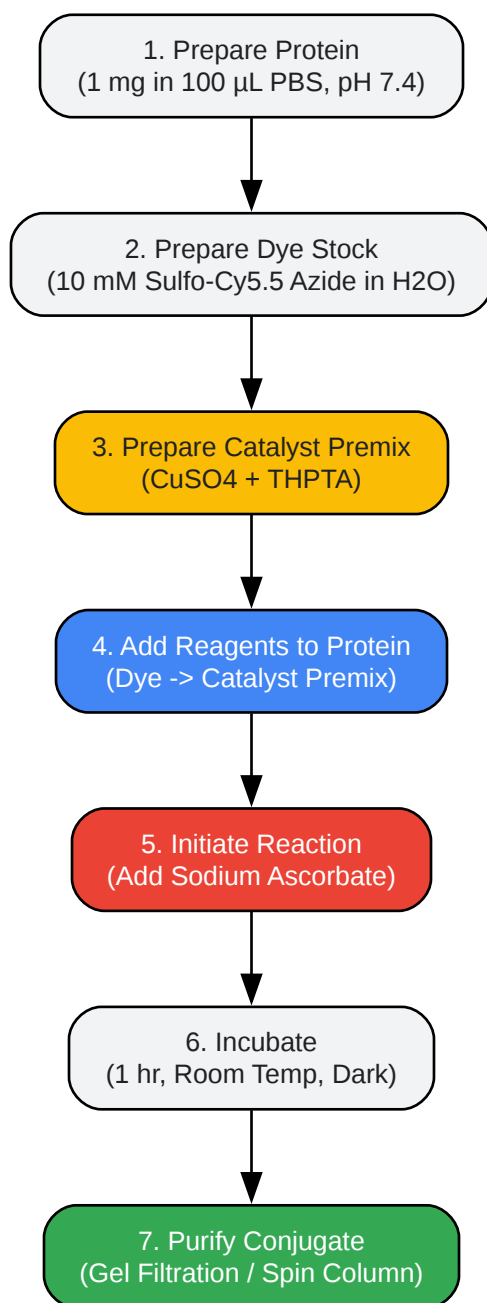 1. Prepare Protein
(1 mg in 100 µL PBS, pH 7.4)
2. Prepare Dye Stock
(10 mM Sulfo-Cy5.5 Azide in H2O)
3. Prepare Catalyst Premix
(CuSO4 + THPTA)
4. Add Reagents to Protein
(Dye -> Catalyst Premix)
5. Initiate Reaction
(Add Sodium Ascorbate)
6. Incubate
(1 hr, Room Temp, Dark)
7. Purify Conjugate
(Gel Filtration / Spin Column)